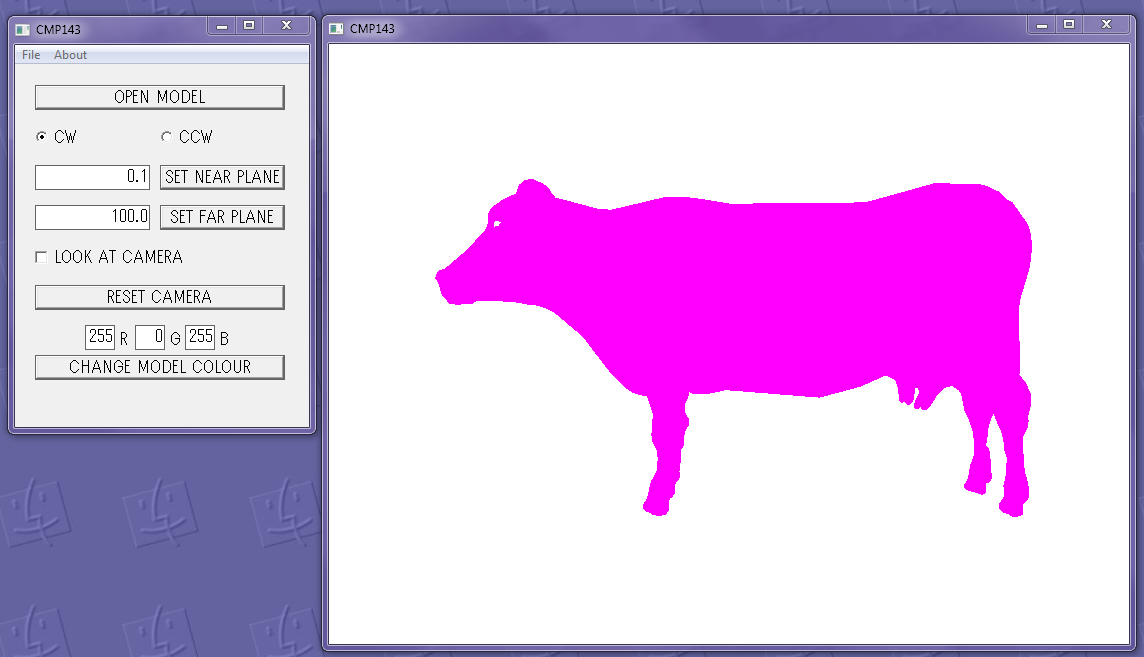 CMP143
File About
OPEN MODEL
CW CCW
0.1 SET NEAR PLANE
100.0 SET FAR PLANE
LOOK AT CAMERA
RESET CAMERA
255 R 0 G 255 B
CHANGE MODEL COLOUR
CMP143